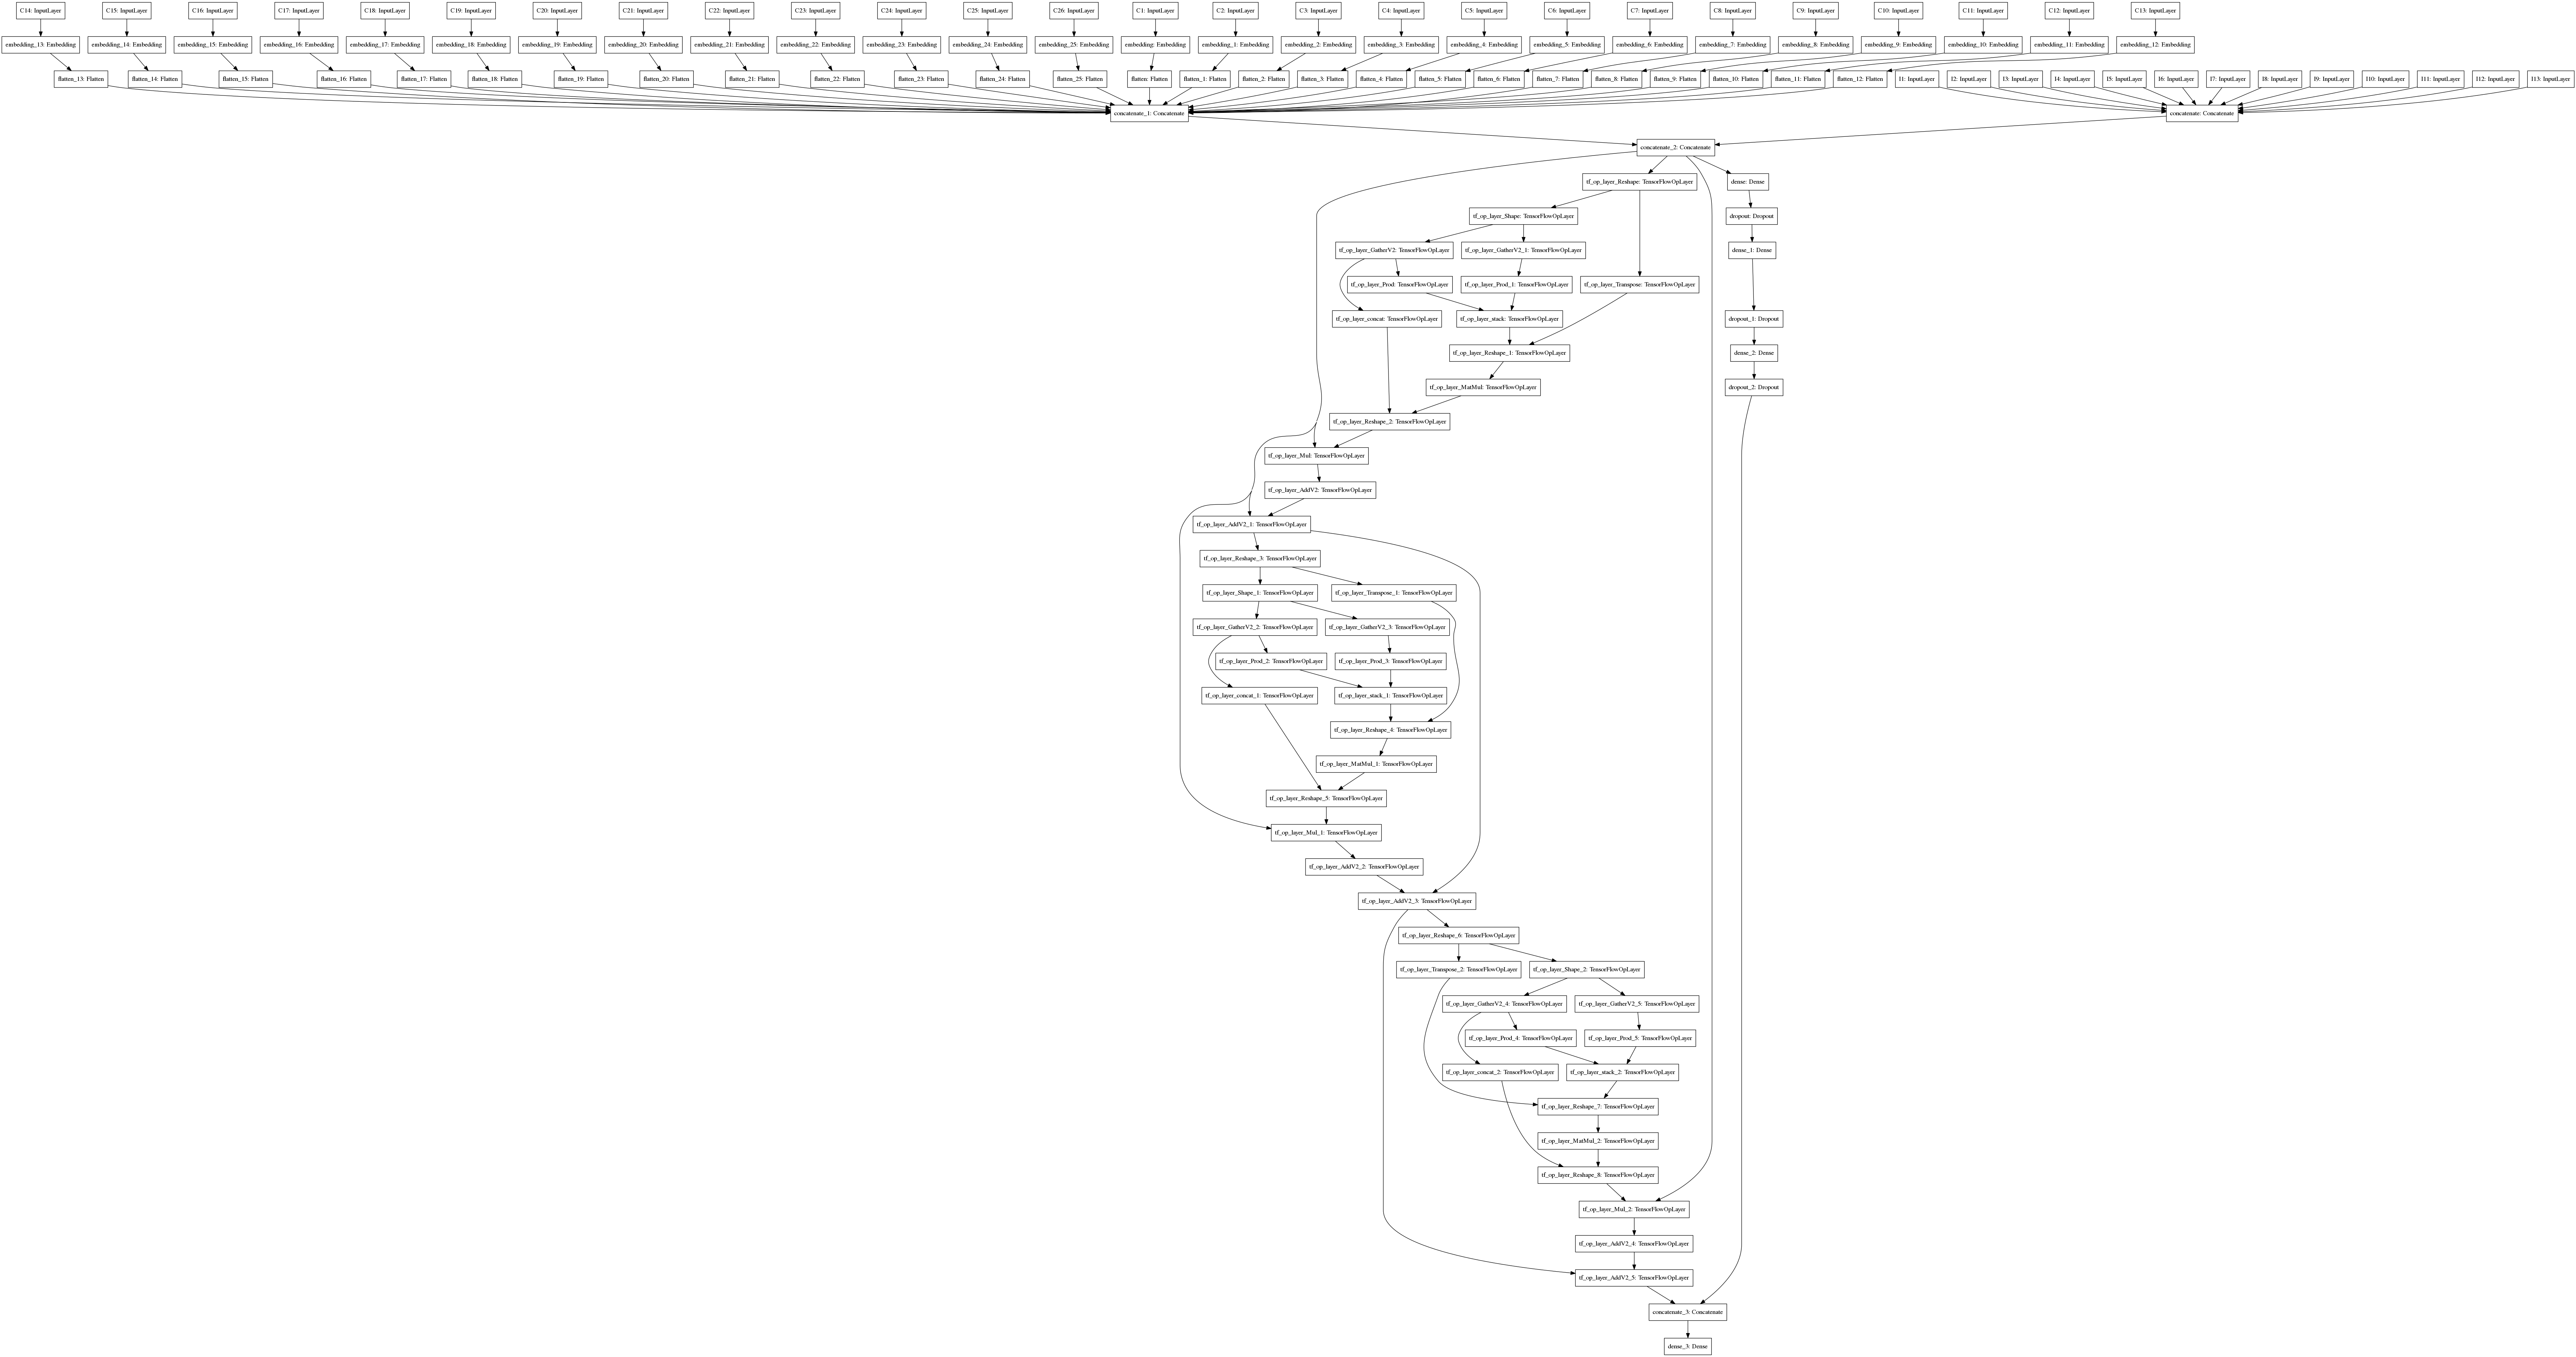 C14: InputLayer
C15: InputLayer
C16: InputLayer
C17: InputLayer
C18: InputLayer
C19: InputLayer
C20: InputLayer
C21: InputLayer
C22: InputLayer
C23: InputLayer
C24: InputLayer
C25: InputLayer
C26: InputLayer
C1: InputLayer
C2: InputLayer
C3: InputLayer
C4: InputLayer
C5: InputLayer
C6: InputLayer
C7: InputLayer
C8: InputLayer
C9: InputLayer
C10: InputLayer
C11: InputLayer
C12: InputLayer
C13: InputLayer
embedding_13: Embedding
embedding_14: Embedding
embedding_15: Embedding
embedding_16: Embedding
embedding_17: Embedding
embedding_18: Embedding
embedding_19: Embedding
embedding_20: Embedding
embedding_21: Embedding
embedding_22: Embedding
embedding_23: Embedding
embedding_24: Embedding
embedding_25: Embedding
embedding: Embedding
embedding_1: Embedding
embedding_2: Embedding
embedding_3: Embedding
embedding_4: Embedding
embedding_5: Embedding
embedding_6: Embedding
embedding_7: Embedding
embedding_8: Embedding
embedding_9: Embedding
embedding_10: Embedding
embedding_11: Embedding
embedding_12: Embedding
flatten_13: Flatten
flatten_14: Flatten
flatten_15: Flatten
flatten_16: Flatten
flatten_17: Flatten
flatten_18: Flatten
flatten_19: Flatten
flatten_20: Flatten
flatten_21: Flatten
flatten_22: Flatten
flatten_23: Flatten
flatten_24: Flatten
flatten_25: Flatten
flatten: Flatten
flatten_1: Flatten
flatten_2: Flatten
flatten_3: Flatten
flatten_4: Flatten
flatten_5: Flatten
flatten_6: Flatten
flatten_7: Flatten
flatten_8: Flatten
flatten_9: Flatten
flatten_10: Flatten
flatten_11: Flatten
flatten_12: Flatten
I1: InputLayer
I2: InputLayer
I3: InputLayer
I4: InputLayer
I5: InputLayer
I6: InputLayer
I7: InputLayer
I8: InputLayer
I9: InputLayer
I10: InputLayer
I11: InputLayer
I12: InputLayer
I13: InputLayer
concatenate_1: Concatenate
concatenate: Concatenate
concatenate_2: Concatenate
tf_op_layer_Reshape: TensorFlowOpLayer
dense: Dense
tf_op_layer_Shape: TensorFlowOpLayer
dropout: Dropout
tf_op_layer_GatherV2: TensorFlowOpLayer
tf_op_layer_GatherV2_1: TensorFlowOpLayer
dense_1: Dense
tf_op_layer_Prod: TensorFlowOpLayer
tf_op_layer_Prod_1: TensorFlowOpLayer
tf_op_layer_Transpose: TensorFlowOpLayer
tf_op_layer_concat: TensorFlowOpLayer
tf_op_layer_stack: TensorFlowOpLayer
dropout_1: Dropout
tf_op_layer_Reshape_1: TensorFlowOpLayer
dense_2: Dense
tf_op_layer_MatMul: TensorFlowOpLayer
dropout_2: Dropout
tf_op_layer_Reshape_2: TensorFlowOpLayer
tf_op_layer_Mul: TensorFlowOpLayer
tf_op_layer_AddV2: TensorFlowOpLayer
tf_op_layer_AddV2_1: TensorFlowOpLayer
tf_op_layer_Reshape_3: TensorFlowOpLayer
tf_op_layer_Shape_1: TensorFlowOpLayer
tf_op_layer_Transpose_1: TensorFlowOpLayer
tf_op_layer_GatherV2_2: TensorFlowOpLayer
tf_op_layer_GatherV2_3: TensorFlowOpLayer
tf_op_layer_Prod_2: TensorFlowOpLayer
tf_op_layer_Prod_3: TensorFlowOpLayer
tf_op_layer_concat_1: TensorFlowOpLayer
tf_op_layer_stack_1: TensorFlowOpLayer
tf_op_layer_Reshape_4: TensorFlowOpLayer
tf_op_layer_MatMul_1: TensorFlowOpLayer
tf_op_layer_Reshape_5: TensorFlowOpLayer
tf_op_layer_Mul_1: TensorFlowOpLayer
tf_op_layer_AddV2_2: TensorFlowOpLayer
tf_op_layer_AddV2_3: TensorFlowOpLayer
tf_op_layer_Reshape_6: TensorFlowOpLayer
tf_op_layer_Transpose_2: TensorFlowOpLayer
tf_op_layer_Shape_2: TensorFlowOpLayer
tf_op_layer_GatherV2_4: TensorFlowOpLayer
tf_op_layer_GatherV2_5: TensorFlowOpLayer
tf_op_layer_Prod_4: TensorFlowOpLayer
tf_op_layer_Prod_5: TensorFlowOpLayer
tf_op_layer_concat_2: TensorFlowOpLayer
tf_op_layer_stack_2: TensorFlowOpLayer
tf_op_layer_Reshape_7: TensorFlowOpLayer
tf_op_layer_MatMul_2: TensorFlowOpLayer
tf_op_layer_Reshape_8: TensorFlowOpLayer
tf_op_layer_Mul_2: TensorFlowOpLayer
tf_op_layer_AddV2_4: TensorFlowOpLayer
tf_op_layer_AddV2_5: TensorFlowOpLayer
concatenate_3: Concatenate
dense_3: Dense